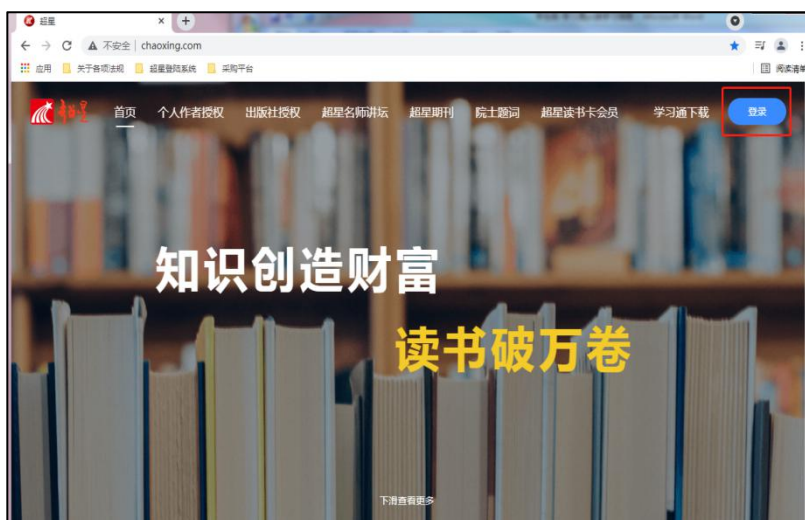 超星
不安全 chaoxing.com
应用 关于各项法规 超星登陆系统 采购平台 阅读清单
超星 首页 个人作者授权 出版社授权 超星名师讲坛 超星期刊 院士题词 超星读书卡会员 学习通下载 登录
知识创造财富
读书破万卷
下滑查看更多